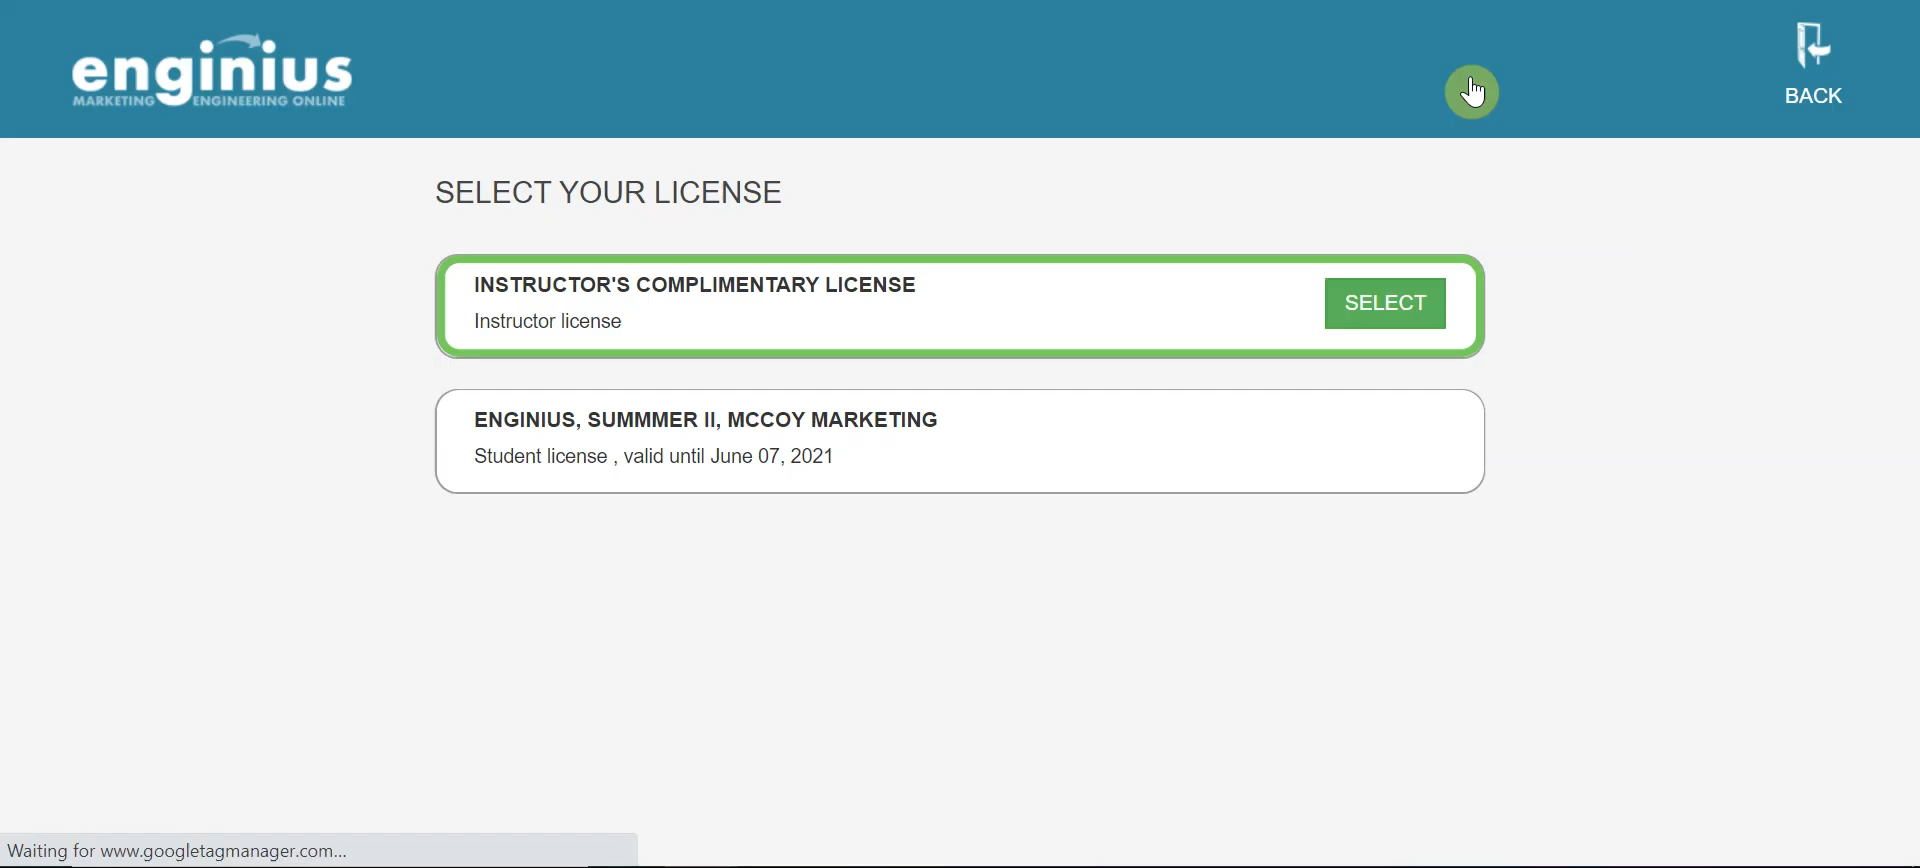 enginius
MARKETING ENGINEERING ONLINE
BACK
SELECT YOUR LICENSE
INSTRUCTOR'S COMPLIMENTARY LICENSE
Instructor license
SELECT
ENGINIUS, SUMMMER II, MCCOY MARKETING
Student license , valid until June 07, 2021
Waiting for www.googletagmanager.com...